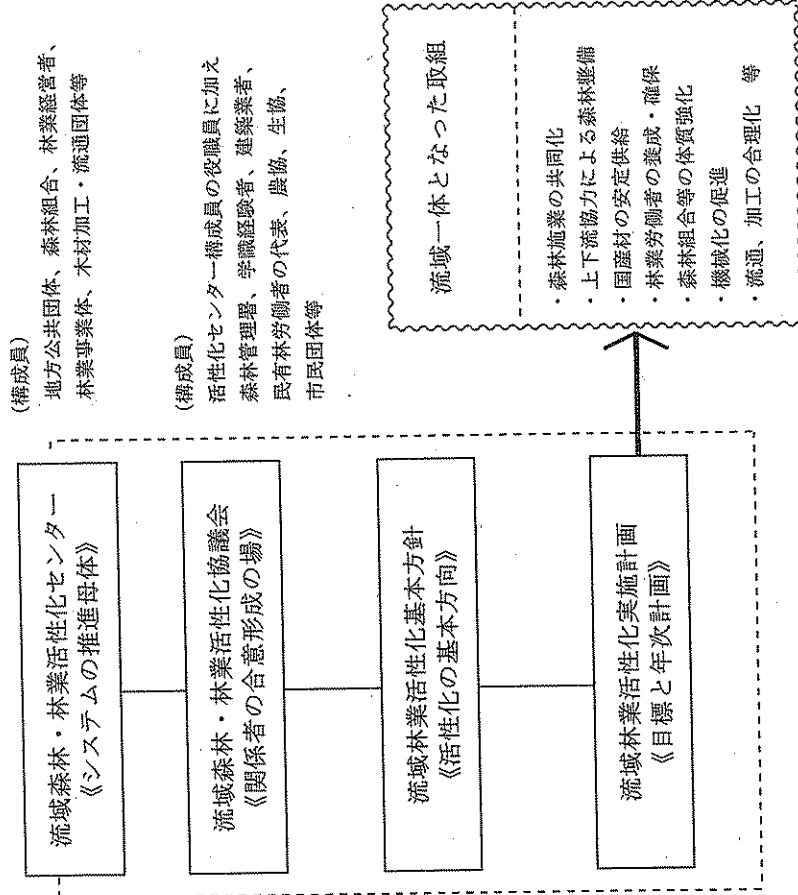 流域森林・林業活性化センター
《システムの推進母体》
(構成員)
地方公共団体、森林組合、林業経営者、
林業事業体、木材加工・流通団体等
流域森林・林業活性化協議会
《関係者の合意形成の場》
(構成員)
活性化センター構成員の役職員に加え
森林管理署、学識経験者、建築業者、
民有林労働者の代表、農協、生協、
市民団体等
流域林業活性化基本方針
《活性化の基本方向》
流域林業活性化実施計画
《目標と年次計画》
流域一体となった取組
・森林施業の共同化
・上下流協力による森林整備
・国産材の安定供給
・林業労働者の養成・確保
・森林組合等の体質強化
・機械化の促進
・流通、加工の合理化 等